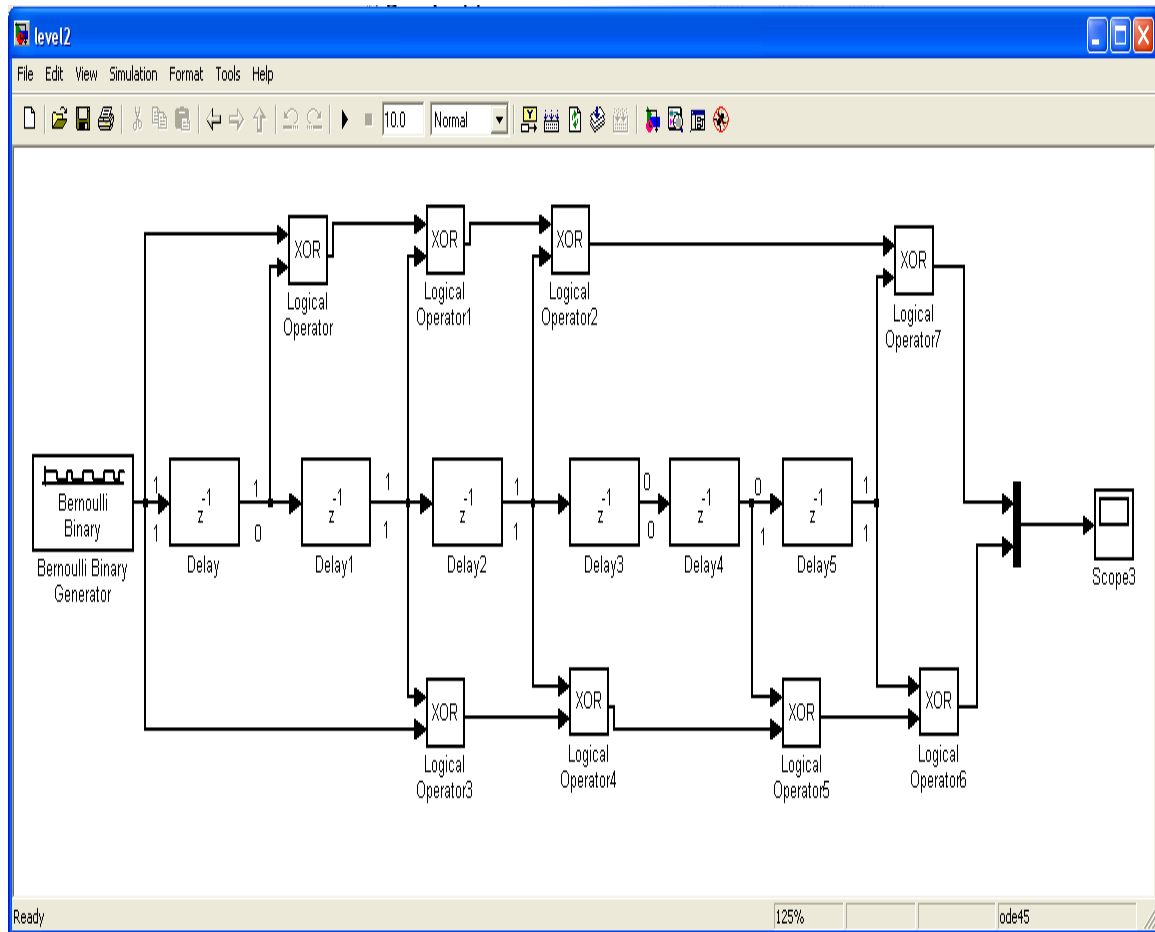 level2
File Edit View Simulation Format Tools Help
10.0 Normal
XOR
Logical
Operator
XOR
Logical
Operator1
XOR
Logical
Operator2
XOR
Logical
Operator7
Bernoulli
Binary
Bernoulli Binary
Generator
1
1
-1
z
Delay
1
0
-1
z
Delay1
1
1
-1
z
Delay2
1
1
-1
z
Delay3
0
0
-1
z
Delay4
0
1
-1
z
Delay5
1
1
Scope3
XOR
Logical
Operator3
XOR
Logical
Operator4
XOR
Logical
Operator5
XOR
Logical
Operator6
Ready 125% ode45